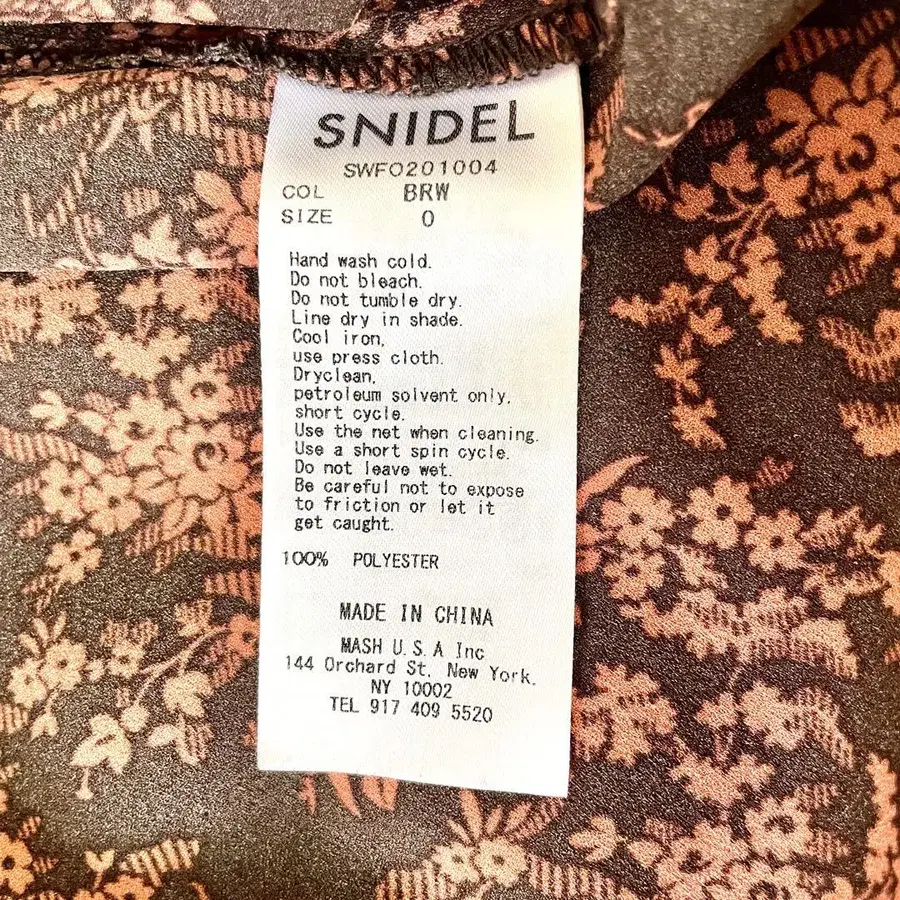 SNIDEL
SWFO201004
COL BRW
SIZE 0
Hand wash cold.
Do not bleach.
Do not tumble dry.
Line dry in shade.
Cool iron,
use press cloth.
Dryclean,
petroleum solvent only,
short cycle.
Use the net when cleaning.
Use a short spin cycle.
Do not leave wet.
Be careful not to expose
to friction or let it
get caught.
100% POLYESTER
MADE IN CHINA
MASH U.S.A Inc
144 Orchard St, New York,
NY 10002
TEL 917 409 5520